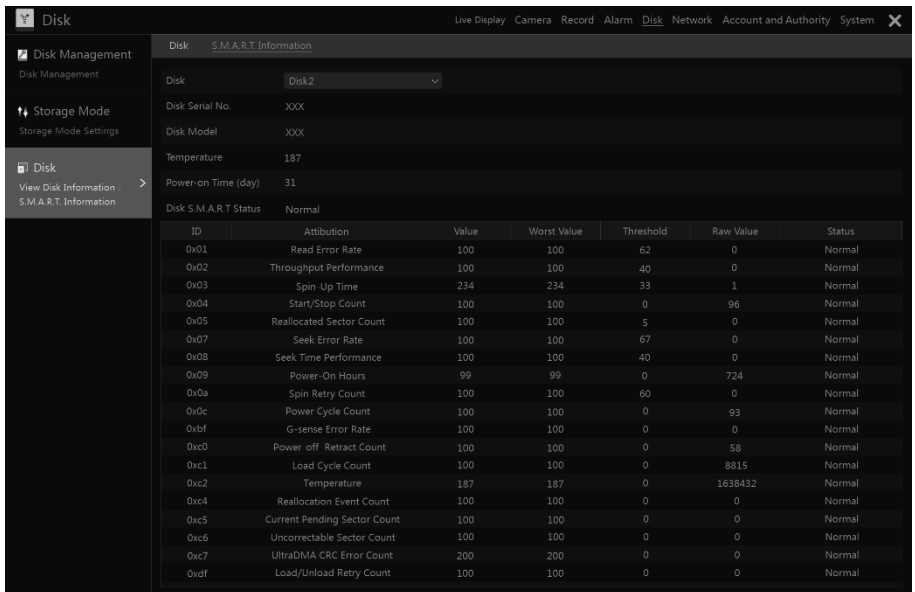 Disk
Live Display Camera Record Alarm Disk Network Account and Authority System
Disk Management
Disk Management
Storage Mode
Storage Mode Settings
Disk
View Disk Information
S.M.A.R.T. Information
Disk S.M.A.R.T. Information
Disk Disk2
Disk Serial No. XXX
Disk Model XXX
Temperature 187
Power-on Time (day) 31
Disk S.M.A.R.T Status Normal
ID Attibution Value Worst Value Threshold Raw Value Status
0x01 Read Error Rate 100 100 62 0 Normal
0x02 Throughput Performance 100 100 40 0 Normal
0x03 Spin-Up Time 234 234 33 1 Normal
0x04 Start/Stop Count 100 100 0 96 Normal
0x05 Reallocated Sector Count 100 100 5 0 Normal
0x07 Seek Error Rate 100 100 67 0 Normal
0x08 Seek Time Performance 100 100 40 0 Normal
0x09 Power-On Hours 99 99 0 724 Normal
0x0a Spin Retry Count 100 100 60 0 Normal
0x0c Power Cycle Count 100 100 0 93 Normal
0xbf G-sense Error Rate 100 100 0 0 Normal
0xc0 Power off Retract Count 100 100 0 58 Normal
0xc1 Load Cycle Count 100 100 0 8815 Normal
0xc2 Temperature 187 187 0 1638432 Normal
0xc4 Reallocation Event Count 100 100 0 0 Normal
0xc5 Current Pending Sector Count 100 100 0 0 Normal
0xc6 Uncorrectable Sector Count 100 100 0 0 Normal
0xc7 UltraDMA CRC Error Count 200 200 0 0 Normal
0xdf Load/Unload Retry Count 100 100 0 0 Normal